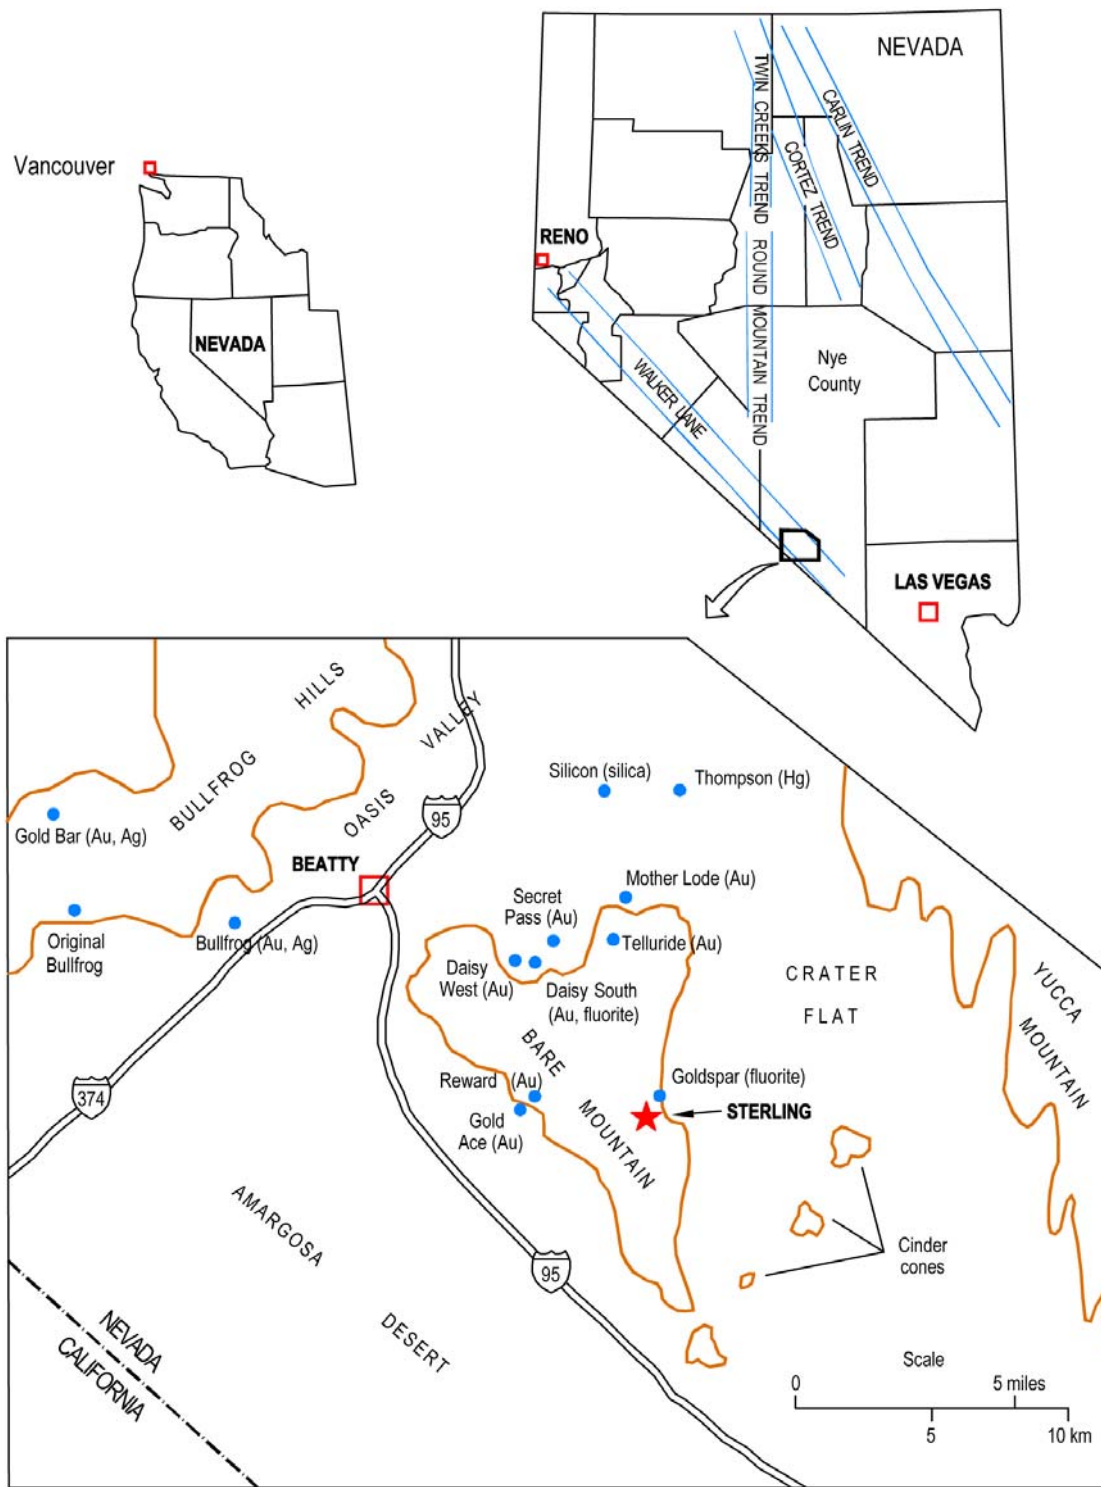 Vancouver
NEVADA
NEVADA
TWIN CREEKS TREND
CARLIN TREND
CORTEZ TREND
RENO
ROUND MOUNTAIN TREND
WALKER LANE
Nye
County
LAS VEGAS
HILLS
BULLFROG
OASIS
VALLEY
95
Silicon (silica)
Thompson (Hg)
Gold Bar (Au, Ag)
BEATTY
Mother Lode (Au)
Secret
Pass (Au)
Original
Bullfrog
Bullfrog (Au, Ag)
Telluride (Au)
Daisy
West (Au)
Daisy South
(Au, fluorite)
CRATER
FLAT
YUCCA
MOUNTAIN
BARE
MOUNTAIN
Reward (Au)
Gold
Ace (Au)
Goldspar (fluorite)
STERLING
374
AMARGOSA
DESERT
95
Cinder
cones
NEVADA
CALIFORNIA
Scale
0 5 miles
5 10 km